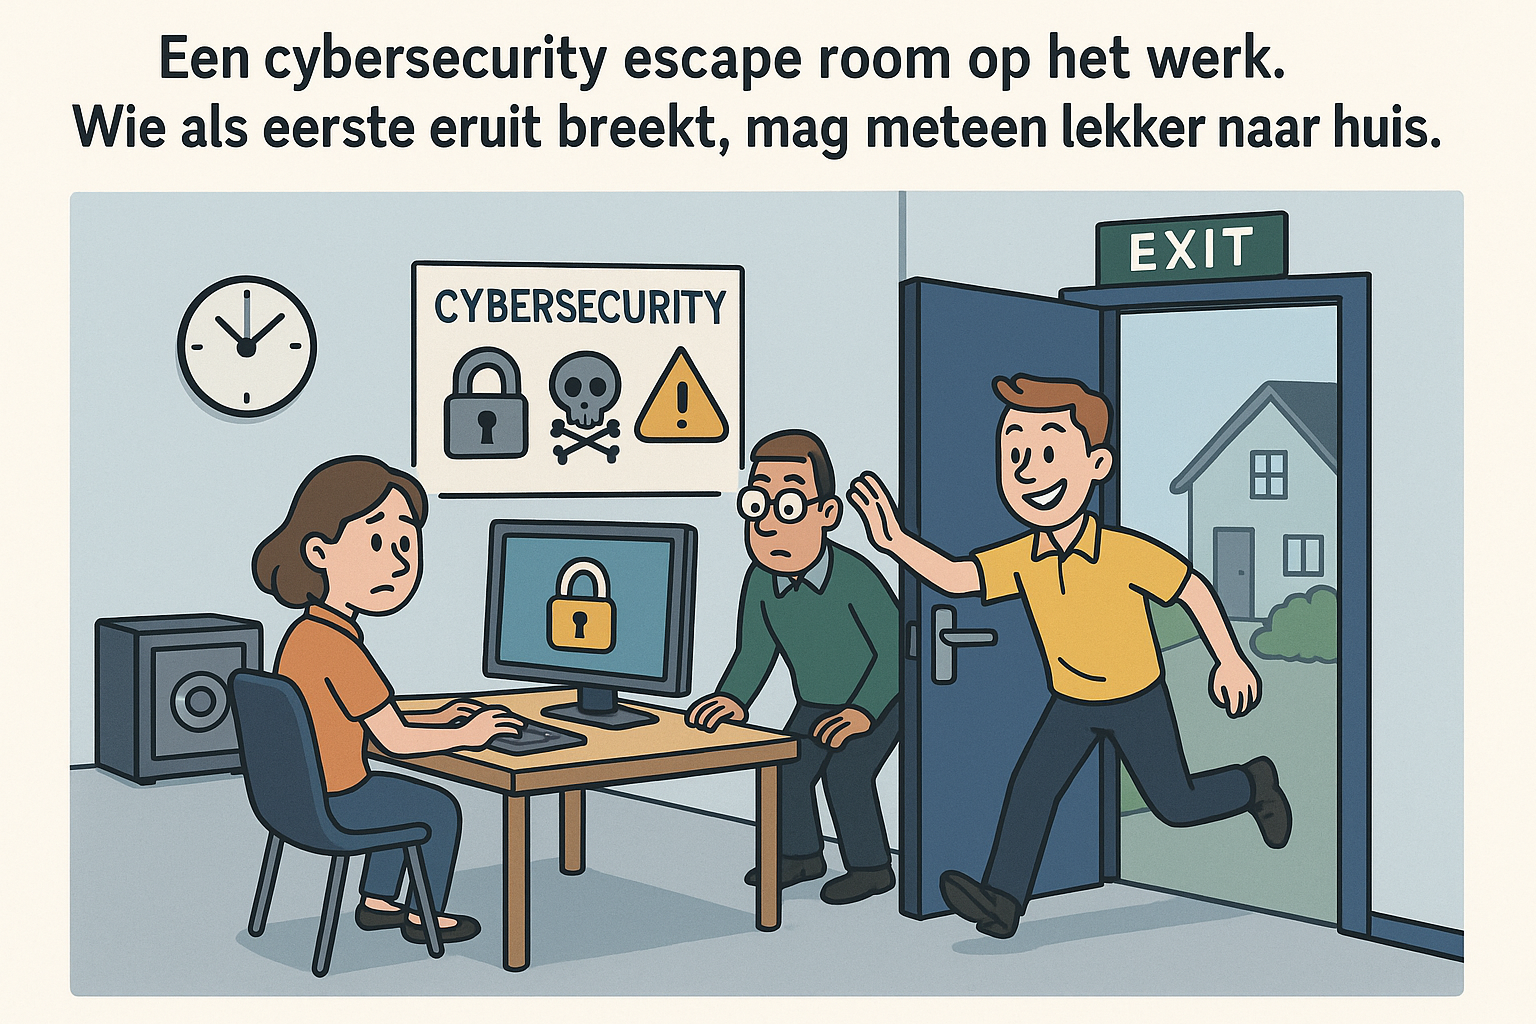 Een cybersecurity escape room op het werk.
Wie als eerste eruit breekt, mag meteen lekker naar huis.
EXIT
CYBERSECURITY